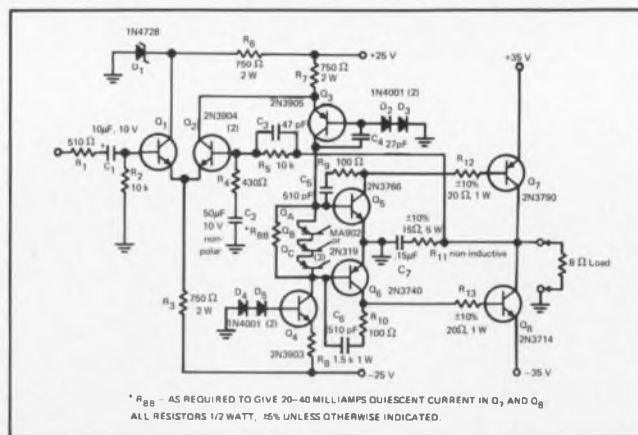 1N4728
D1
R6
750 Ω
2 W
+25 V
750 Ω
2 W
R7
+35 V
Q1
Q2
2N3904
(2)
Q3
2N3905
1N4001 (2)
D2 D3
510 Ω
R1
10µF, 10 V
+
C1
R2
10 k
C3
47 pF
R5
10 k
C4
27pF
R4
430Ω
R9
100 Ω
C5
510 pF
2N3766
Q5
R12
±10%
20 Ω, 1 W
Q7
2N3790
50µF
10 V
non-
polar
C2
*RBB
QA
QB
QC
MA902
or
2N319
(3)
±10%
15Ω, 5 W
.15µF
C7
R11 non-inductive
8 Ω Load
R3
750 Ω
2 W
D4 D5
1N4001 (2)
Q4
2N3903
Q6
2N3740
C6
510 pF
R10
100 Ω
1.5 k 1 W
R8
R13
±10%
20Ω, 1 W
Q8
2N3714
−25 V
−35 V
* RBB – AS REQUIRED TO GIVE 20–40 MILLIAMPS QUIESCENT CURRENT IN Q7 AND Q8
ALL RESISTORS 1/2 WATT, ±5% UNLESS OTHERWISE INDICATED.